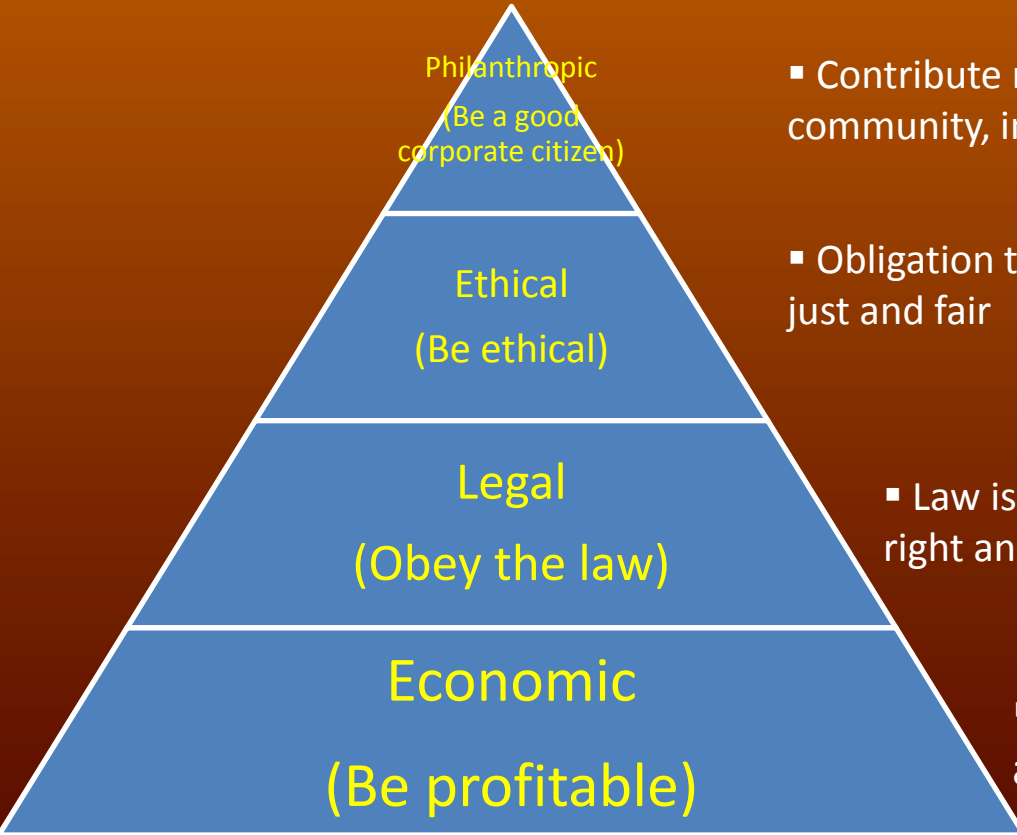 Philanthropic
(Be a good
corporate citizen)
▪ Contribute
community,
Ethical
(Be ethical)
▪ Obligation
just and fair
Legal
(Obey the law)
▪ Law is
right
Economic
(Be profitable)